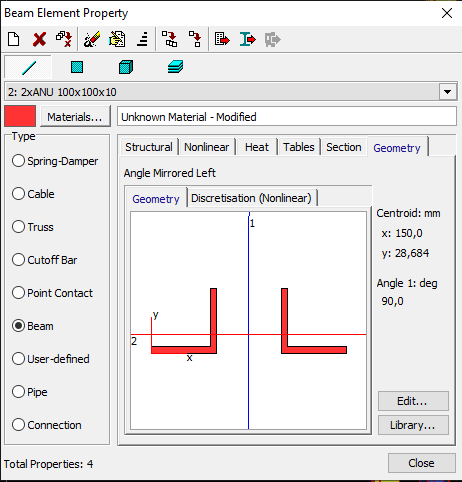 Beam Element Property
2: 2xANU 100x100x10
Materials...
Unknown Material - Modified
Type
Spring-Damper
Cable
Truss
Cutoff Bar
Point Contact
Beam
User-defined
Pipe
Connection
Structural Nonlinear Heat Tables Section Geometry
Angle Mirrored Left
Geometry Discretisation (Nonlinear)
1
y
2
x
Centroid: mm
x: 150,0
y: 28,684
Angle 1: deg
90,0
Edit...
Library...
Total Properties: 4
Close